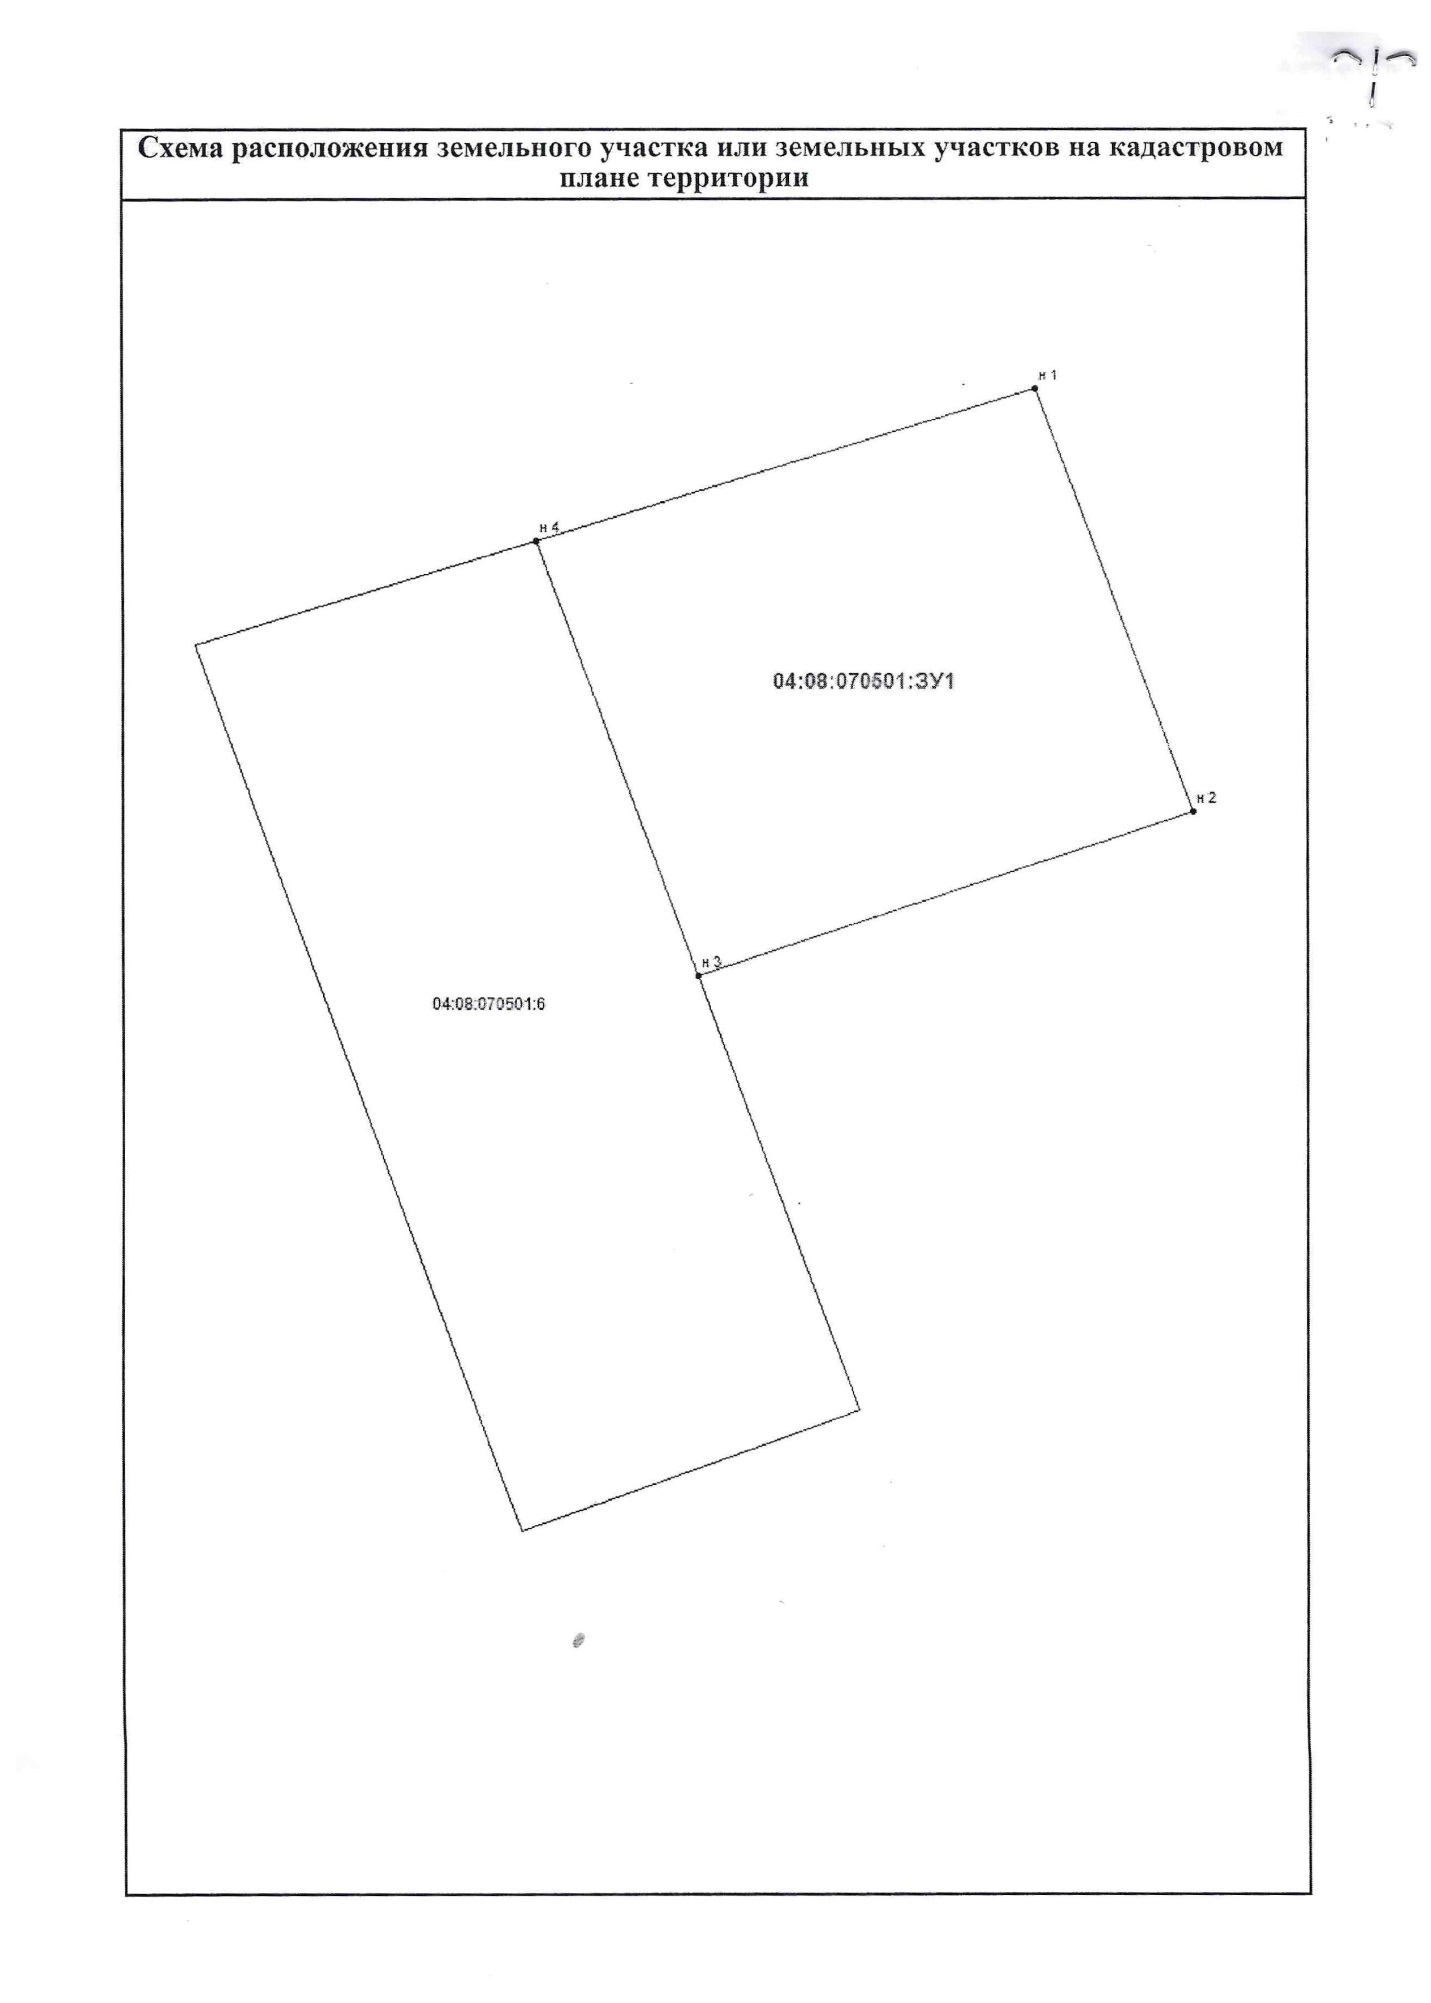 Схема расположения земельного участка или земельных участков на кадастровом
плане территории
н 1
н 4
04:08:070501:ЗУ1
н 2
н 3
04:08:070501:6